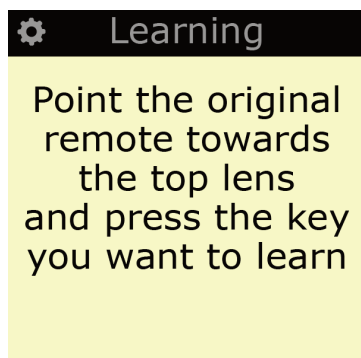 Learning
Point the original
remote towards
the top lens
and press the key
you want to learn